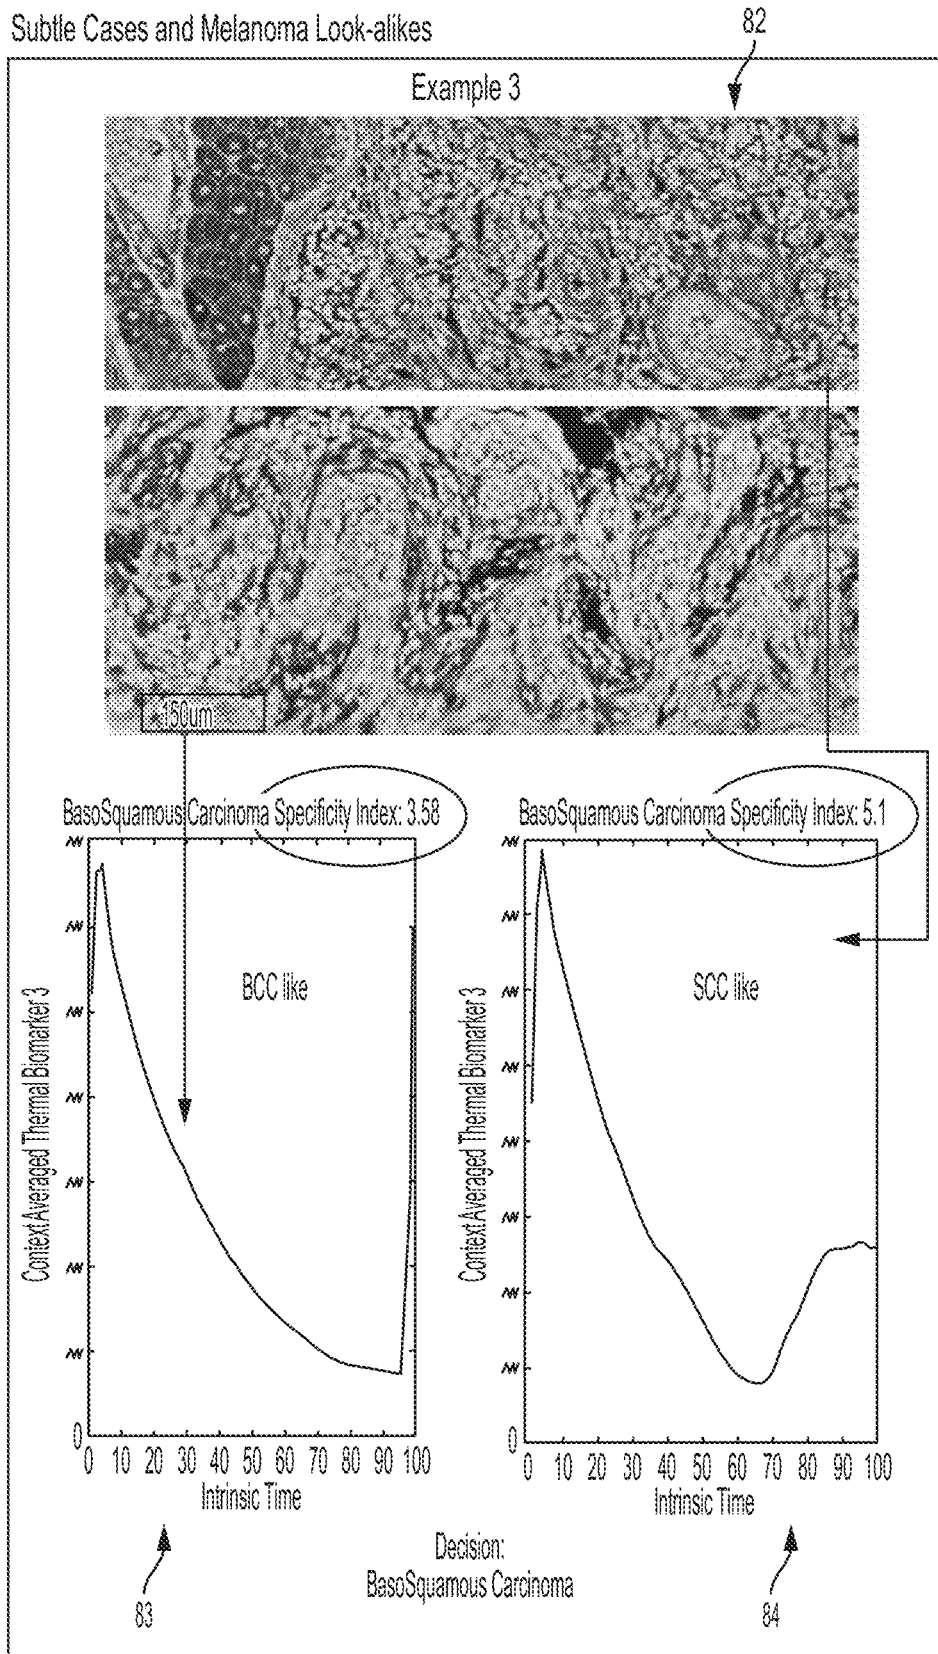 Subtle Cases and Melanoma Look-alikes
82
Example 3
150um
BasoSquamous Carcinoma Specificity Index: 3.58
BasoSquamous Carcinoma Specificity Index: 5.1
Context Averaged Thermal Biomarker 3
BCC like
0
0 10 20 30 40 50 60 70 80 90 100
Intrinsic Time
Context Averaged Thermal Biomarker 3
SCC like
0
0 10 20 30 40 50 60 70 80 90 100
Intrinsic Time
Decision:
BasoSquamous Carcinoma
83
84